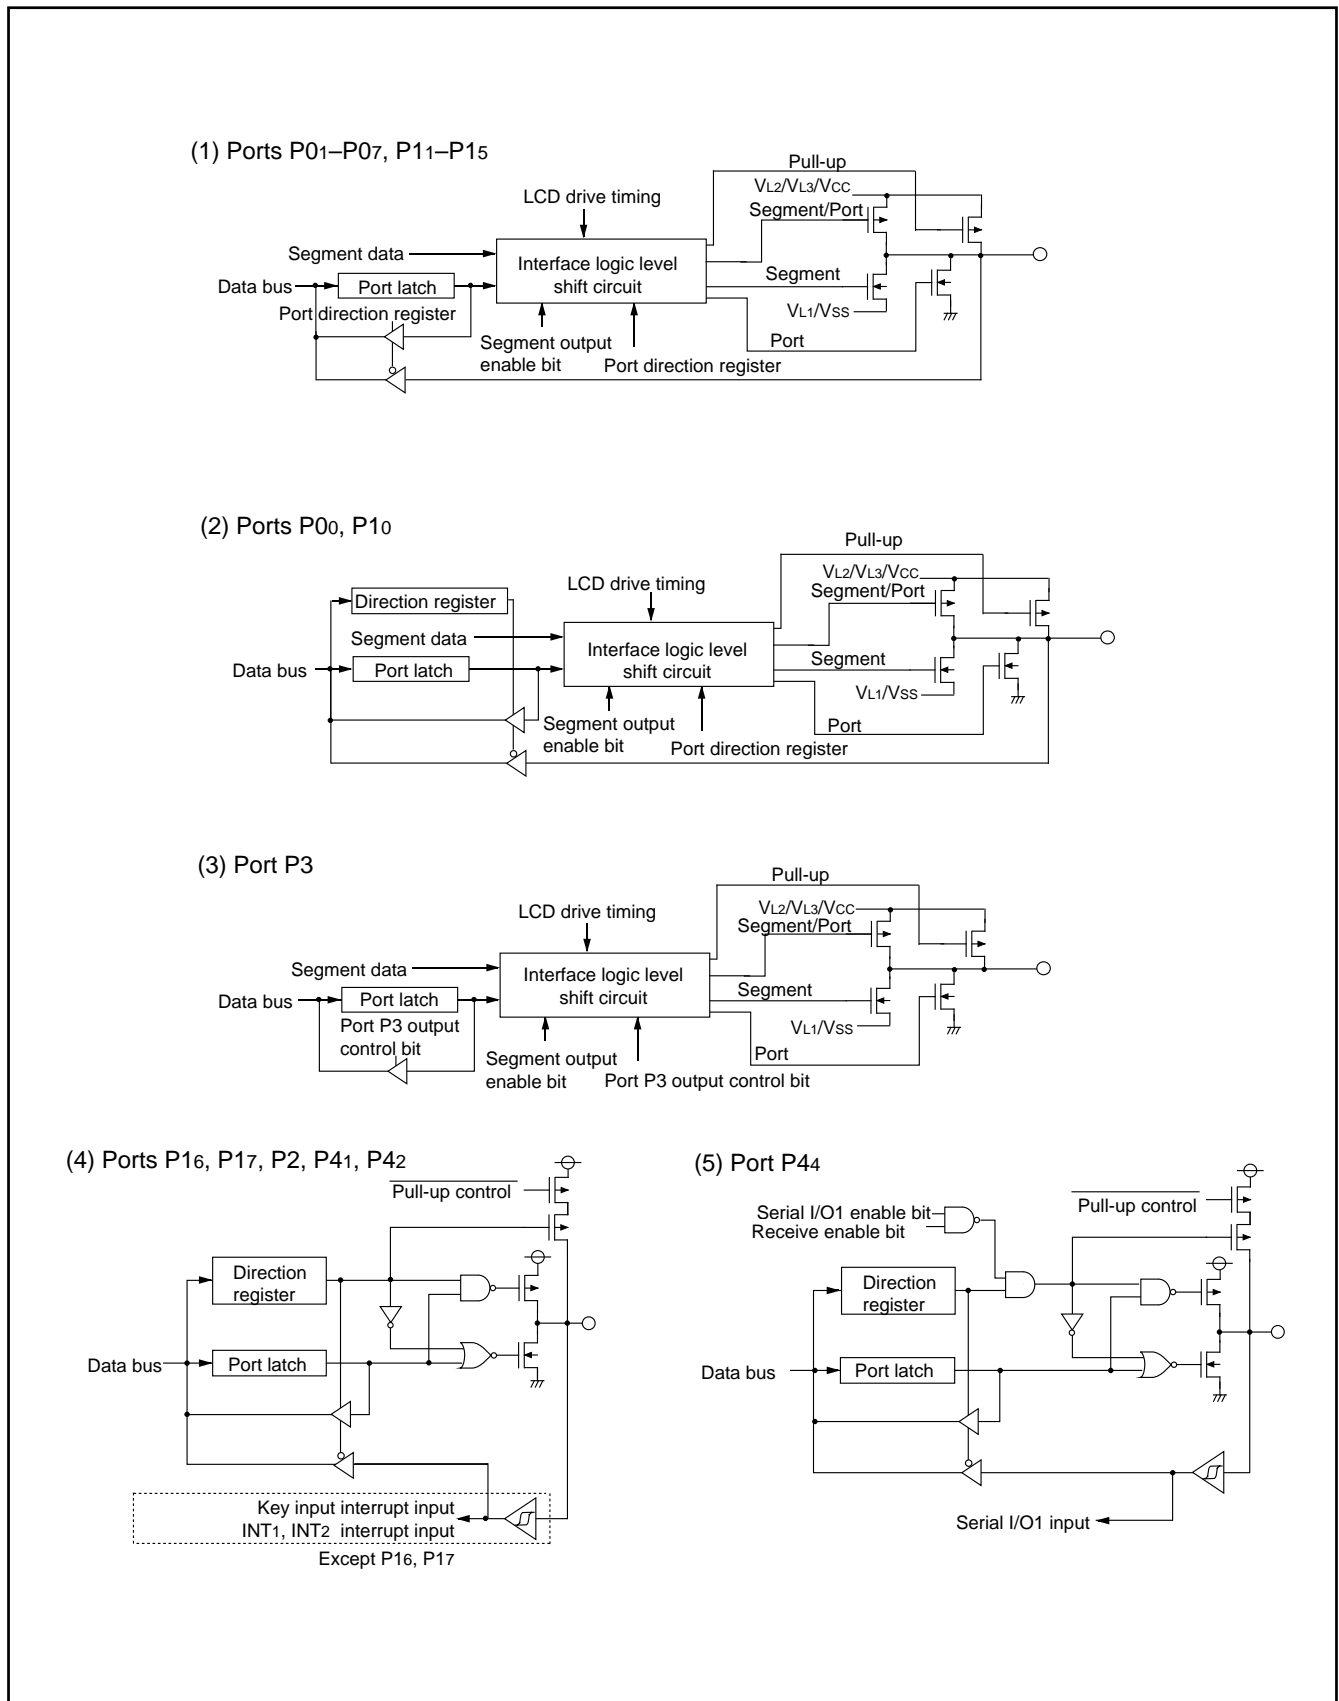 (1) Ports P01–P07, P11–P15
Pull-up
VL2/VL3/VCC
LCD drive timing
Segment/Port
Segment data
Interface logic level
shift circuit
Segment
Data bus
Port latch
Port direction register
VL1/VSS
Segment output
enable bit
Port
Port direction register
(2) Ports P00, P10
Pull-up
VL2/VL3/VCC
LCD drive timing
Segment/Port
Direction register
Segment data
Interface logic level
shift circuit
Segment
Data bus
Port latch
VL1/VSS
Segment output
enable bit
Port
Port direction register
(3) Port P3
Pull-up
VL2/VL3/VCC
LCD drive timing
Segment/Port
Segment data
Interface logic level
shift circuit
Segment
Data bus
Port latch
Port P3 output
control bit
VL1/VSS
Segment output
enable bit
Port
Port P3 output control bit
(4) Ports P16, P17, P2, P41, P42
Pull-up control
Direction
register
Data bus
Port latch
Key input interrupt input
INT1, INT2 interrupt input
Except P16, P17
(5) Port P44
Pull-up control
Serial I/O1 enable bit
Receive enable bit
Direction
register
Data bus
Port latch
Serial I/O1 input